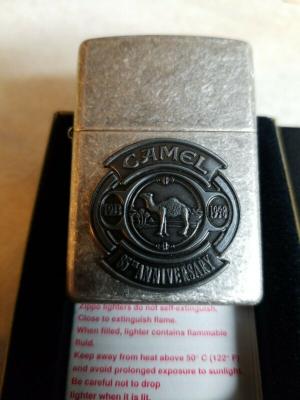 CAMEL
1913 1998
85TH ANNIVERSARY
Zippo lighters do not self-extinguish.
Close to extinguish flame.
When filled, lighter contains flammable
fluid.
Keep away from heat above 50° C (122° F)
and avoid prolonged exposure to sunlight.
Be careful not to drop
lighter when it is lit.